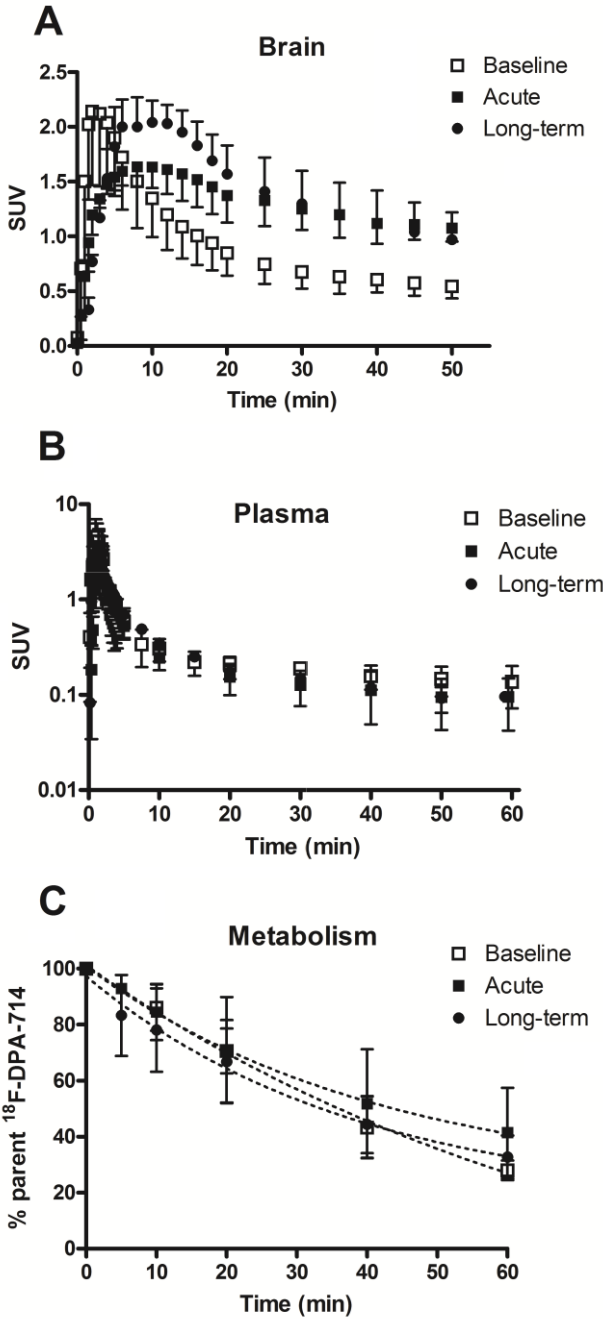 A
Brain
Baseline
Acute
Long-term
2.5
2.0
1.5
1.0
0.5
0.0
SUV
0 10 20 30 40 50
Time (min)
B
Plasma
Baseline
Acute
Long-term
10
1
0.1
0.01
SUV
0 10 20 30 40 50 60
Time (min)
C
Metabolism
Baseline
Acute
Long-term
100
80
60
40
20
0
% parent ¹⁸F-DPA-714
0 10 20 30 40 50 60
Time (min)